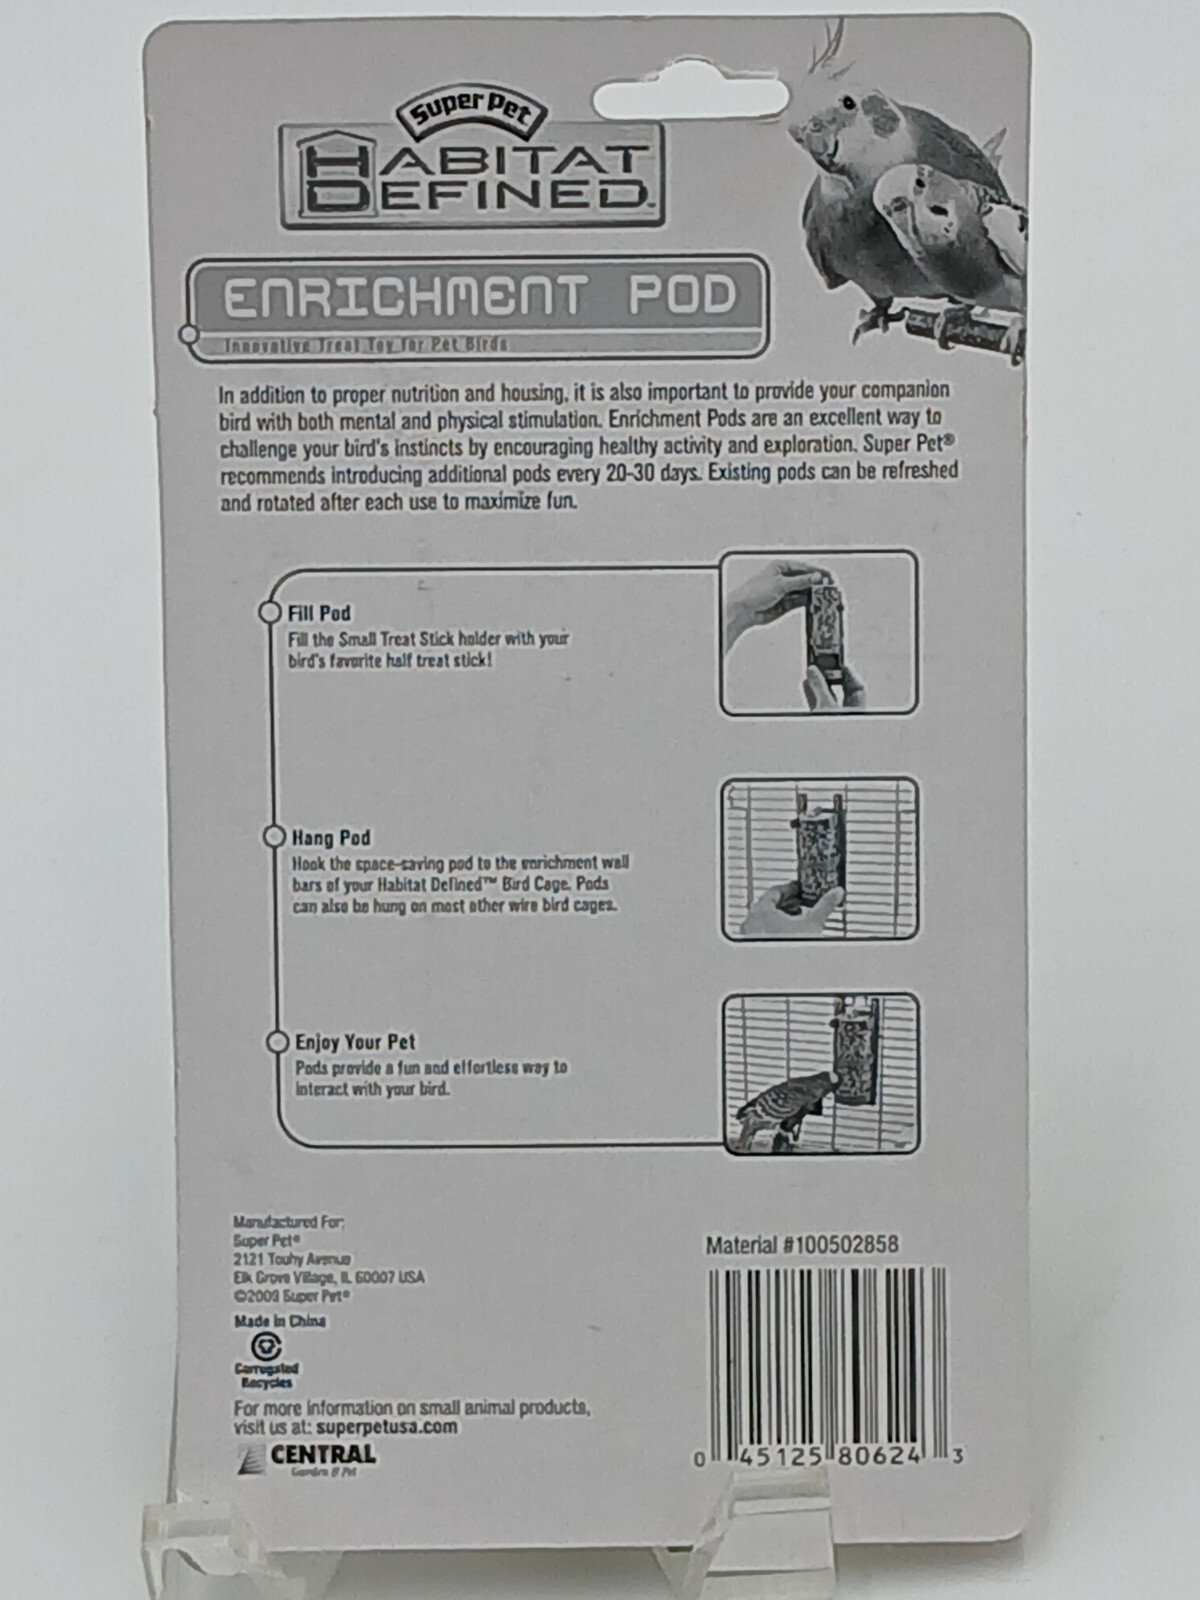 Super Pet
HABITAT
DEFINED™
ENRICHMENT POD
Innovative Treat Toy for Pet Birds
In addition to proper nutrition and housing, it is also important to provide your companion
bird with both mental and physical stimulation. Enrichment Pods are an excellent way to
challenge your bird's instincts by encouraging healthy activity and exploration. Super Pet®
recommends introducing additional pods every 20-30 days. Existing pods can be refreshed
and rotated after each use to maximize fun.
Fill Pod
Fill the Small Treat Stick holder with your
bird's favorite half treat stick!
Hang Pod
Hook the space-saving pod to the enrichment wall
bars of your Habitat Defined™ Bird Cage. Pods
can also be hung on most other wire bird cages.
Enjoy Your Pet
Pods provide a fun and effortless way to
interact with your bird.
Manufactured For:
Super Pet®
2121 Touhy Avenue
Elk Grove Village, IL 60007 USA
©2009 Super Pet®
Made in China
Corrugated
Recycles
For more information on small animal products,
visit us at: superpetusa.com
CENTRAL
Garden & Pet
Material #100502858
0 45125 80624 3